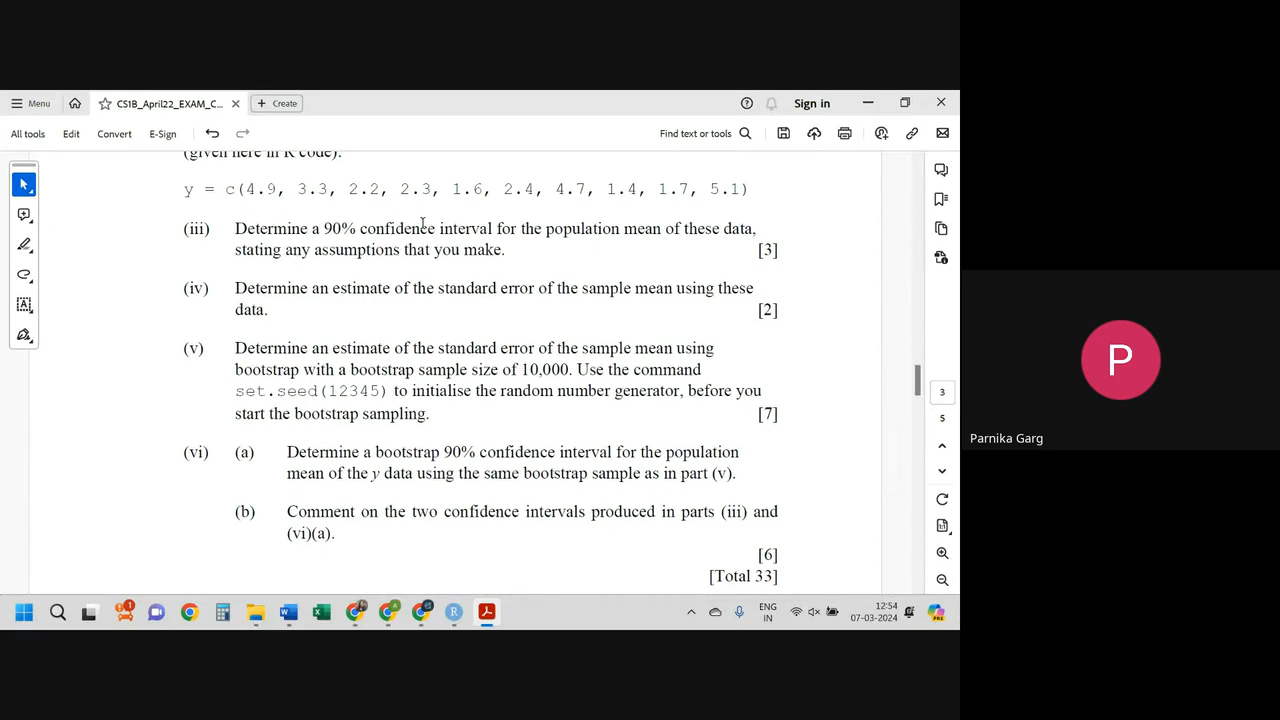 Menu
CS1B_April22_EXAM_C...
Create
Sign in
All tools
Edit
Convert
E-Sign
Find text or tools
(given here in R code).
y = c(4.9, 3.3, 2.2, 2.3, 1.6, 2.4, 4.7, 1.4, 1.7, 5.1)
(iii) Determine a 90% confidence interval for the population mean of these data,
stating any assumptions that you make. [3]
(iv) Determine an estimate of the standard error of the sample mean using these
data. [2]
(v) Determine an estimate of the standard error of the sample mean using
bootstrap with a bootstrap sample size of 10,000. Use the command
set.seed(12345) to initialise the random number generator, before you
start the bootstrap sampling. [7]
(vi) (a) Determine a bootstrap 90% confidence interval for the population
mean of the y data using the same bootstrap sample as in part (v).
(b) Comment on the two confidence intervals produced in parts (iii) and
(vi)(a).
[6]
[Total 33]
3
5
P
Parnika Garg
1
ENG
IN
12:54
07-03-2024